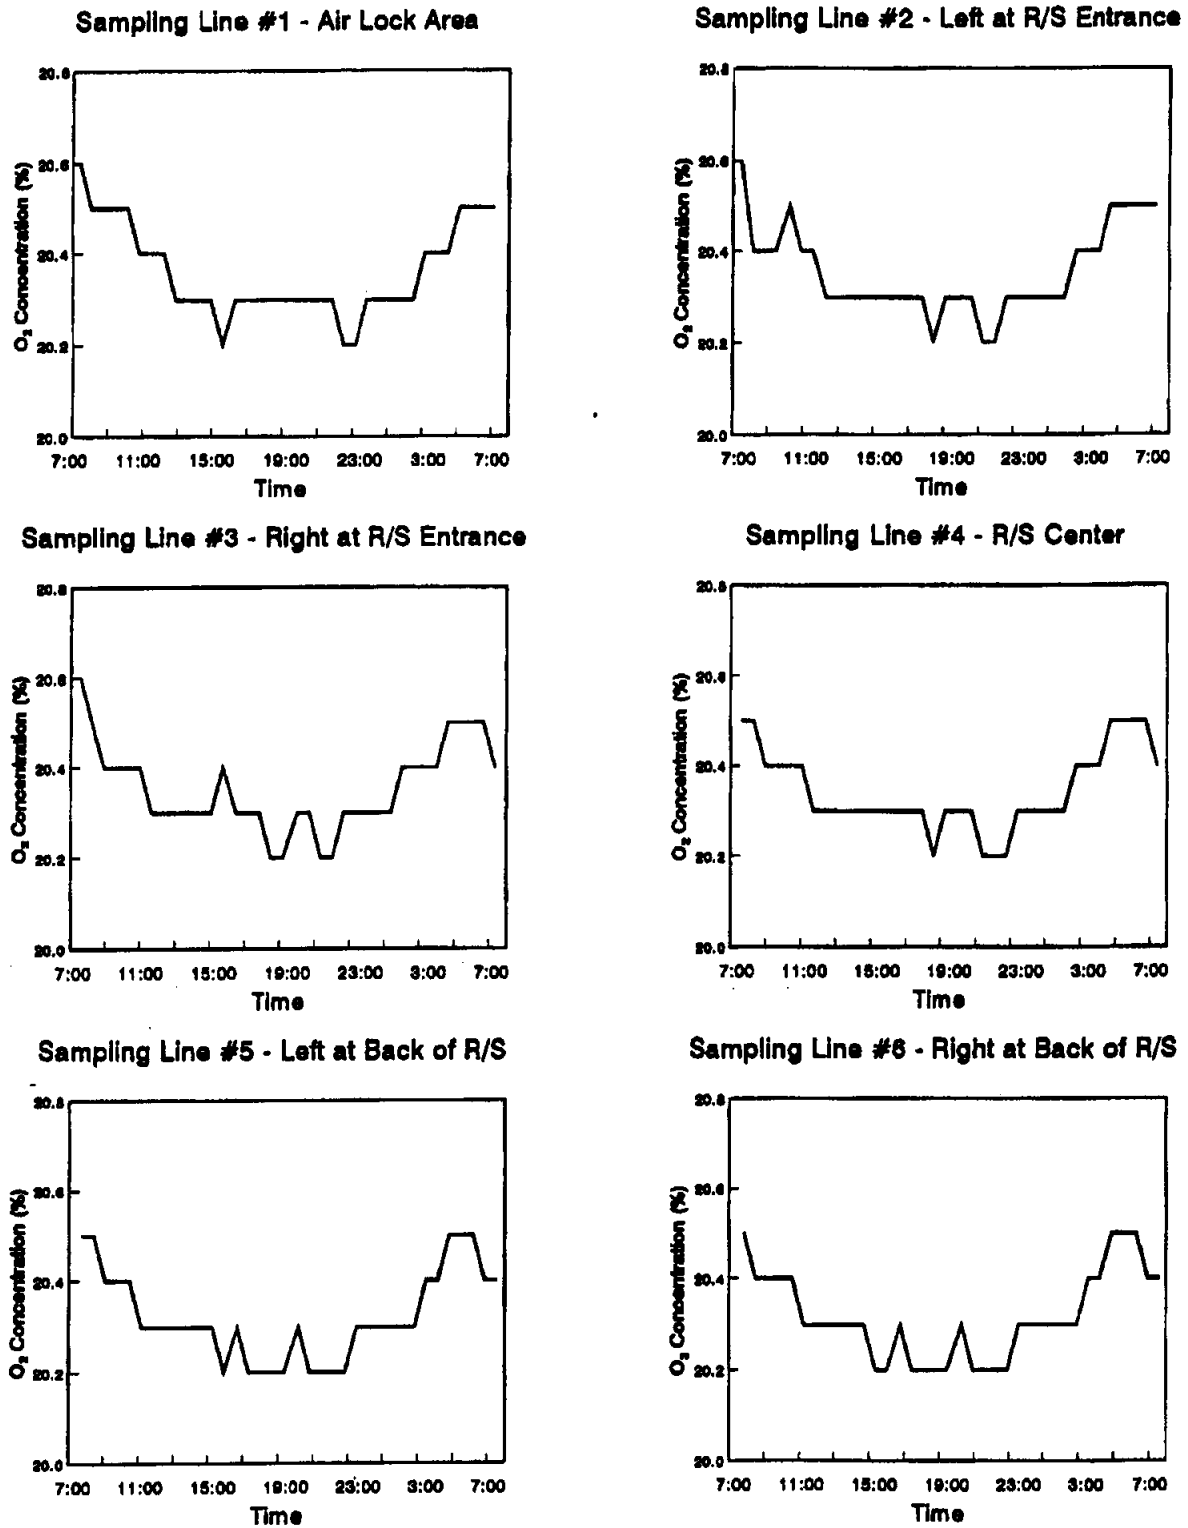 Sampling Line #1 - Air Lock Area
20.8
20.6
20.4
20.2
20.0
O₂ Concentration (%)
7:00 11:00 15:00 19:00 23:00 3:00 7:00
Time
Sampling Line #2 - Left at R/S Entrance
20.8
20.6
20.4
20.2
20.0
O₂ Concentration (%)
7:00 11:00 15:00 19:00 23:00 3:00 7:00
Time
Sampling Line #3 - Right at R/S Entrance
20.8
20.6
20.4
20.2
20.0
O₂ Concentration (%)
7:00 11:00 15:00 19:00 23:00 3:00 7:00
Time
Sampling Line #4 - R/S Center
20.8
20.6
20.4
20.2
20.0
O₂ Concentration (%)
7:00 11:00 15:00 19:00 23:00 3:00 7:00
Time
Sampling Line #5 - Left at Back of R/S
20.8
20.6
20.4
20.2
20.0
O₂ Concentration (%)
7:00 11:00 15:00 19:00 23:00 3:00 7:00
Time
Sampling Line #6 - Right at Back of R/S
20.8
20.6
20.4
20.2
20.0
O₂ Concentration (%)
7:00 11:00 15:00 19:00 23:00 3:00 7:00
Time